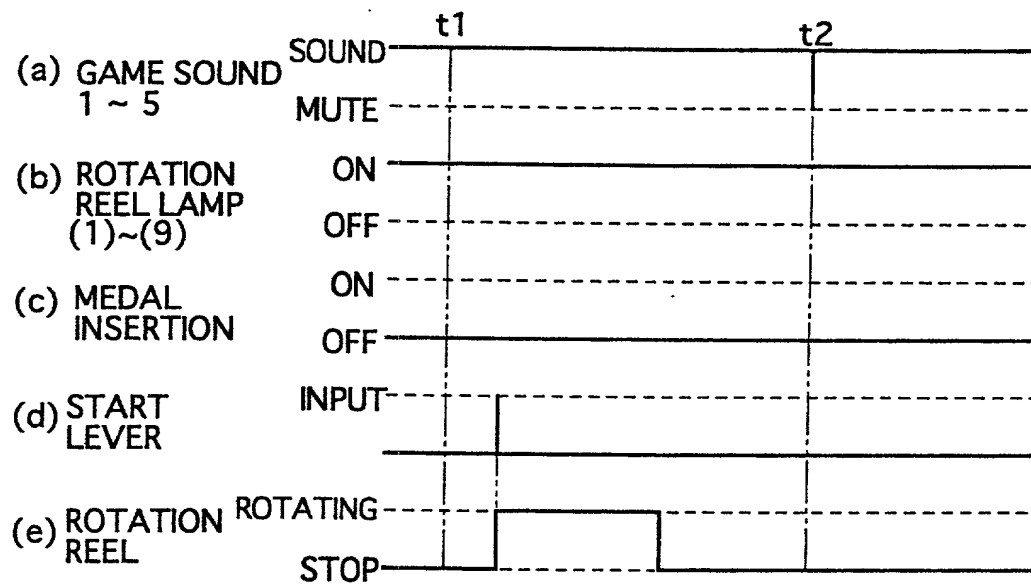 t1
t2
(a) GAME SOUND
1 ~ 5
SOUND
MUTE
(b) ROTATION
REEL LAMP
(1)~(9)
ON
OFF
(c) MEDAL
INSERTION
ON
OFF
(d) START
LEVER
INPUT
(e) ROTATION
REEL
ROTATING
STOP